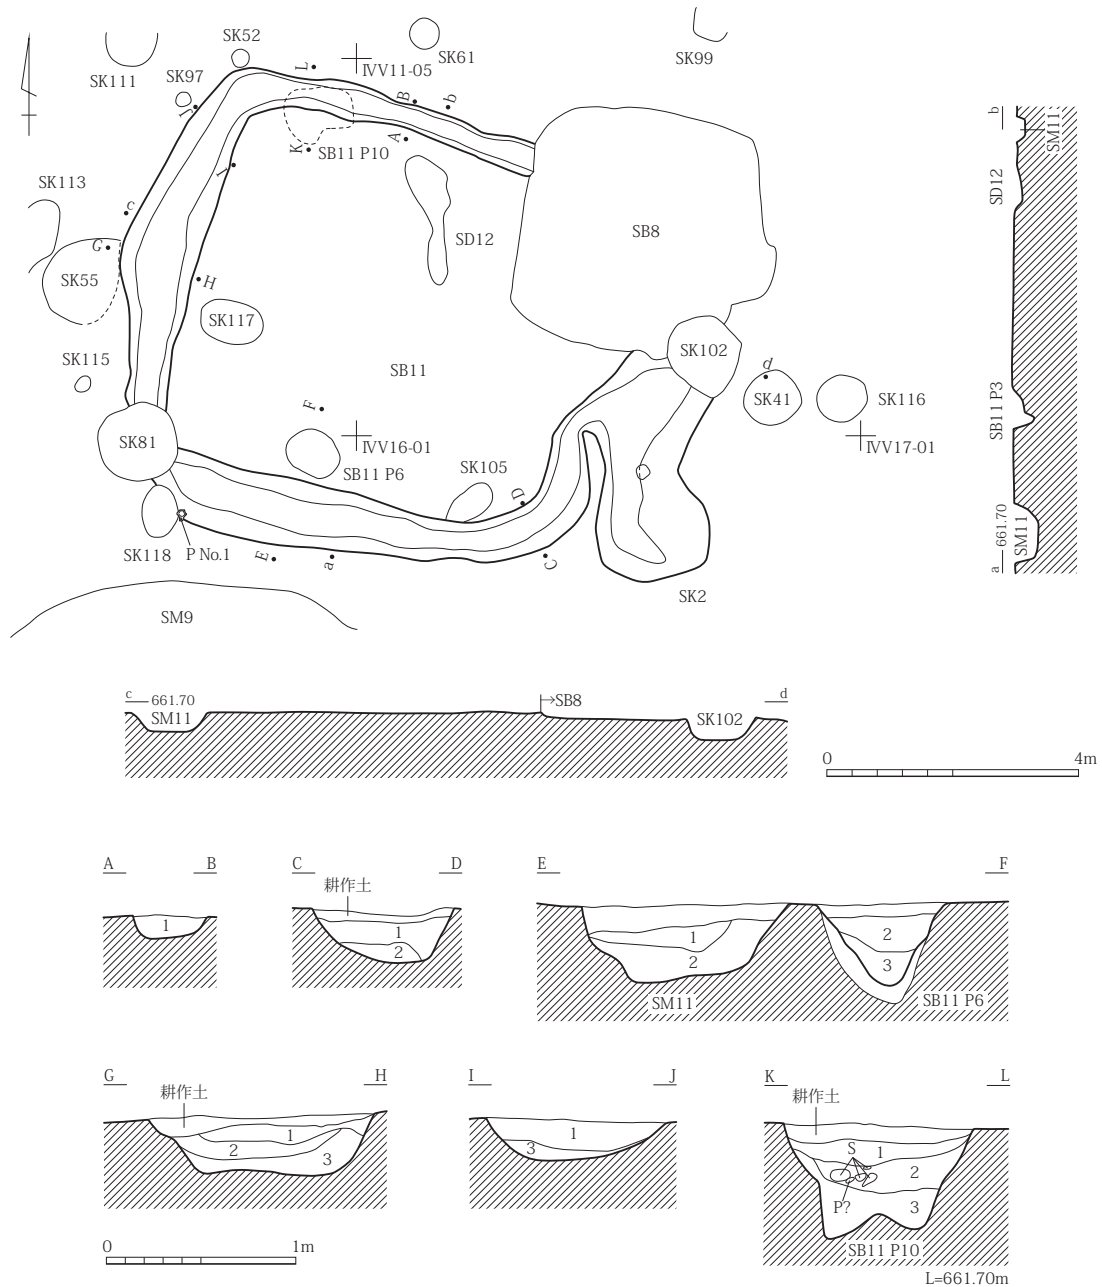 SK52
SK61
SK99
SK111
SK97
L
IVV11-05
B
b
J
A
K
SB11 P10
SK113
c
I
SD12
SB8
G
SK55
H
SK117
SK102
SK115
SB11
d
SK41
SK116
F
SK81
IVV16-01
IVV17-01
SB11 P6
SK105
D
SK118
P No.1
E
a
C
SK2
SM9
b
SM11
SD12
SB11 P3
SM11
a 661.70
c 661.70
SM11
SB8
d
SK102
0 4m
A B
1
C D
耕作土
1
2
E F
1
2
2
3
SM11
SB11 P6
G H
耕作土
1
2
3
I J
1
3
K L
耕作土
S
1
2
P?
3
SB11 P10
0 1m
L=661.70m